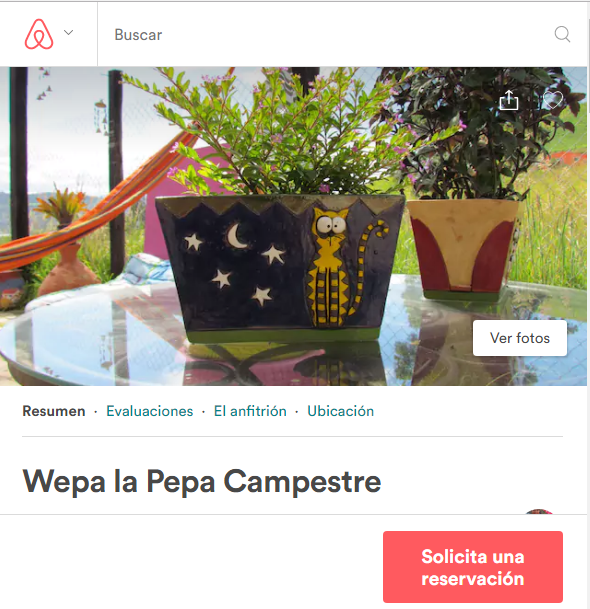 Buscar
Ver fotos
Resumen · Evaluaciones · El anfitrión · Ubicación
Wepa la Pepa Campestre
Solicita una
reservación